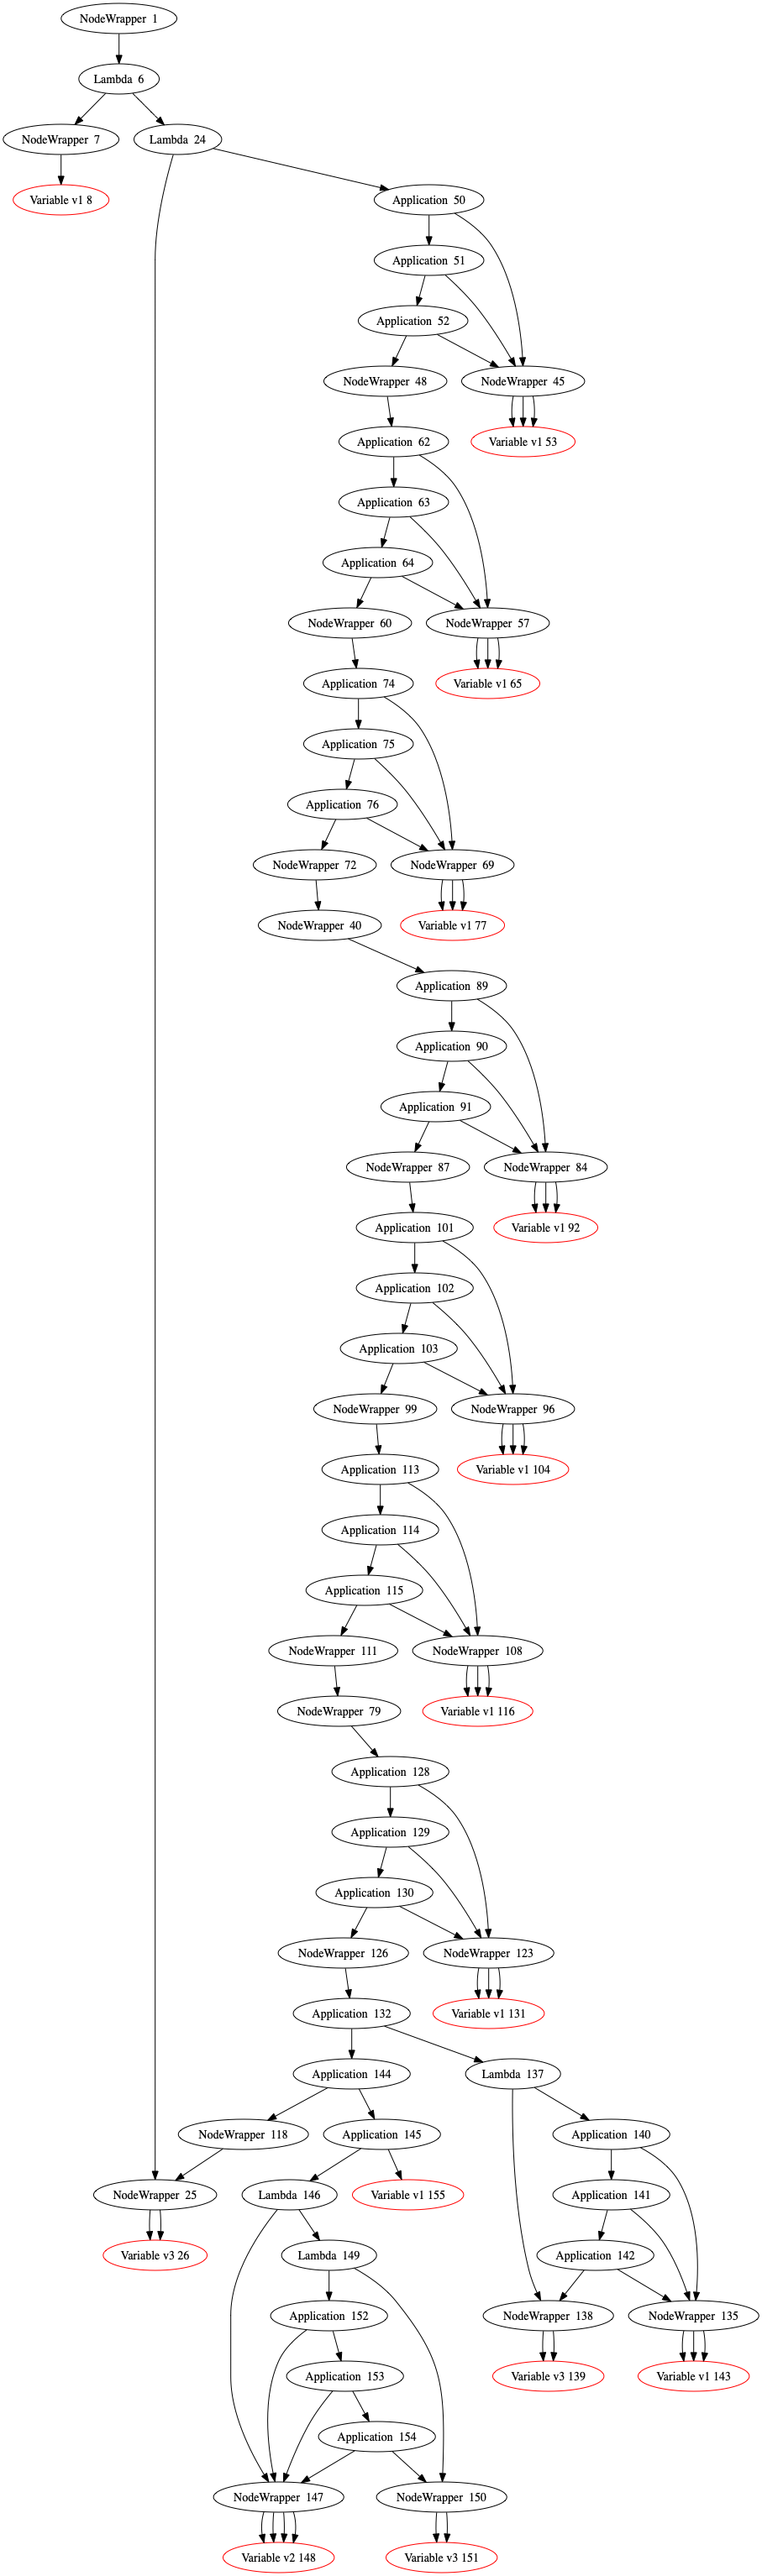 NodeWrapper 1
Lambda 6
NodeWrapper 7
Lambda 24
Variable v1 8
Application 50
Application 51
Application 52
NodeWrapper 48
NodeWrapper 45
Application 62
Variable v1 53
Application 63
Application 64
NodeWrapper 60
NodeWrapper 57
Application 74
Variable v1 65
Application 75
Application 76
NodeWrapper 72
NodeWrapper 69
NodeWrapper 40
Variable v1 77
Application 89
Application 90
Application 91
NodeWrapper 87
NodeWrapper 84
Application 101
Variable v1 92
Application 102
Application 103
NodeWrapper 99
NodeWrapper 96
Application 113
Variable v1 104
Application 114
Application 115
NodeWrapper 111
NodeWrapper 108
NodeWrapper 79
Variable v1 116
Application 128
Application 129
Application 130
NodeWrapper 126
NodeWrapper 123
Application 132
Variable v1 131
Application 144
Lambda 137
NodeWrapper 118
Application 145
Application 140
NodeWrapper 25
Lambda 146
Variable v1 155
Application 141
Variable v3 26
Lambda 149
Application 142
Application 152
NodeWrapper 138
NodeWrapper 135
Application 153
Variable v3 139
Variable v1 143
Application 154
NodeWrapper 147
NodeWrapper 150
Variable v2 148
Variable v3 151